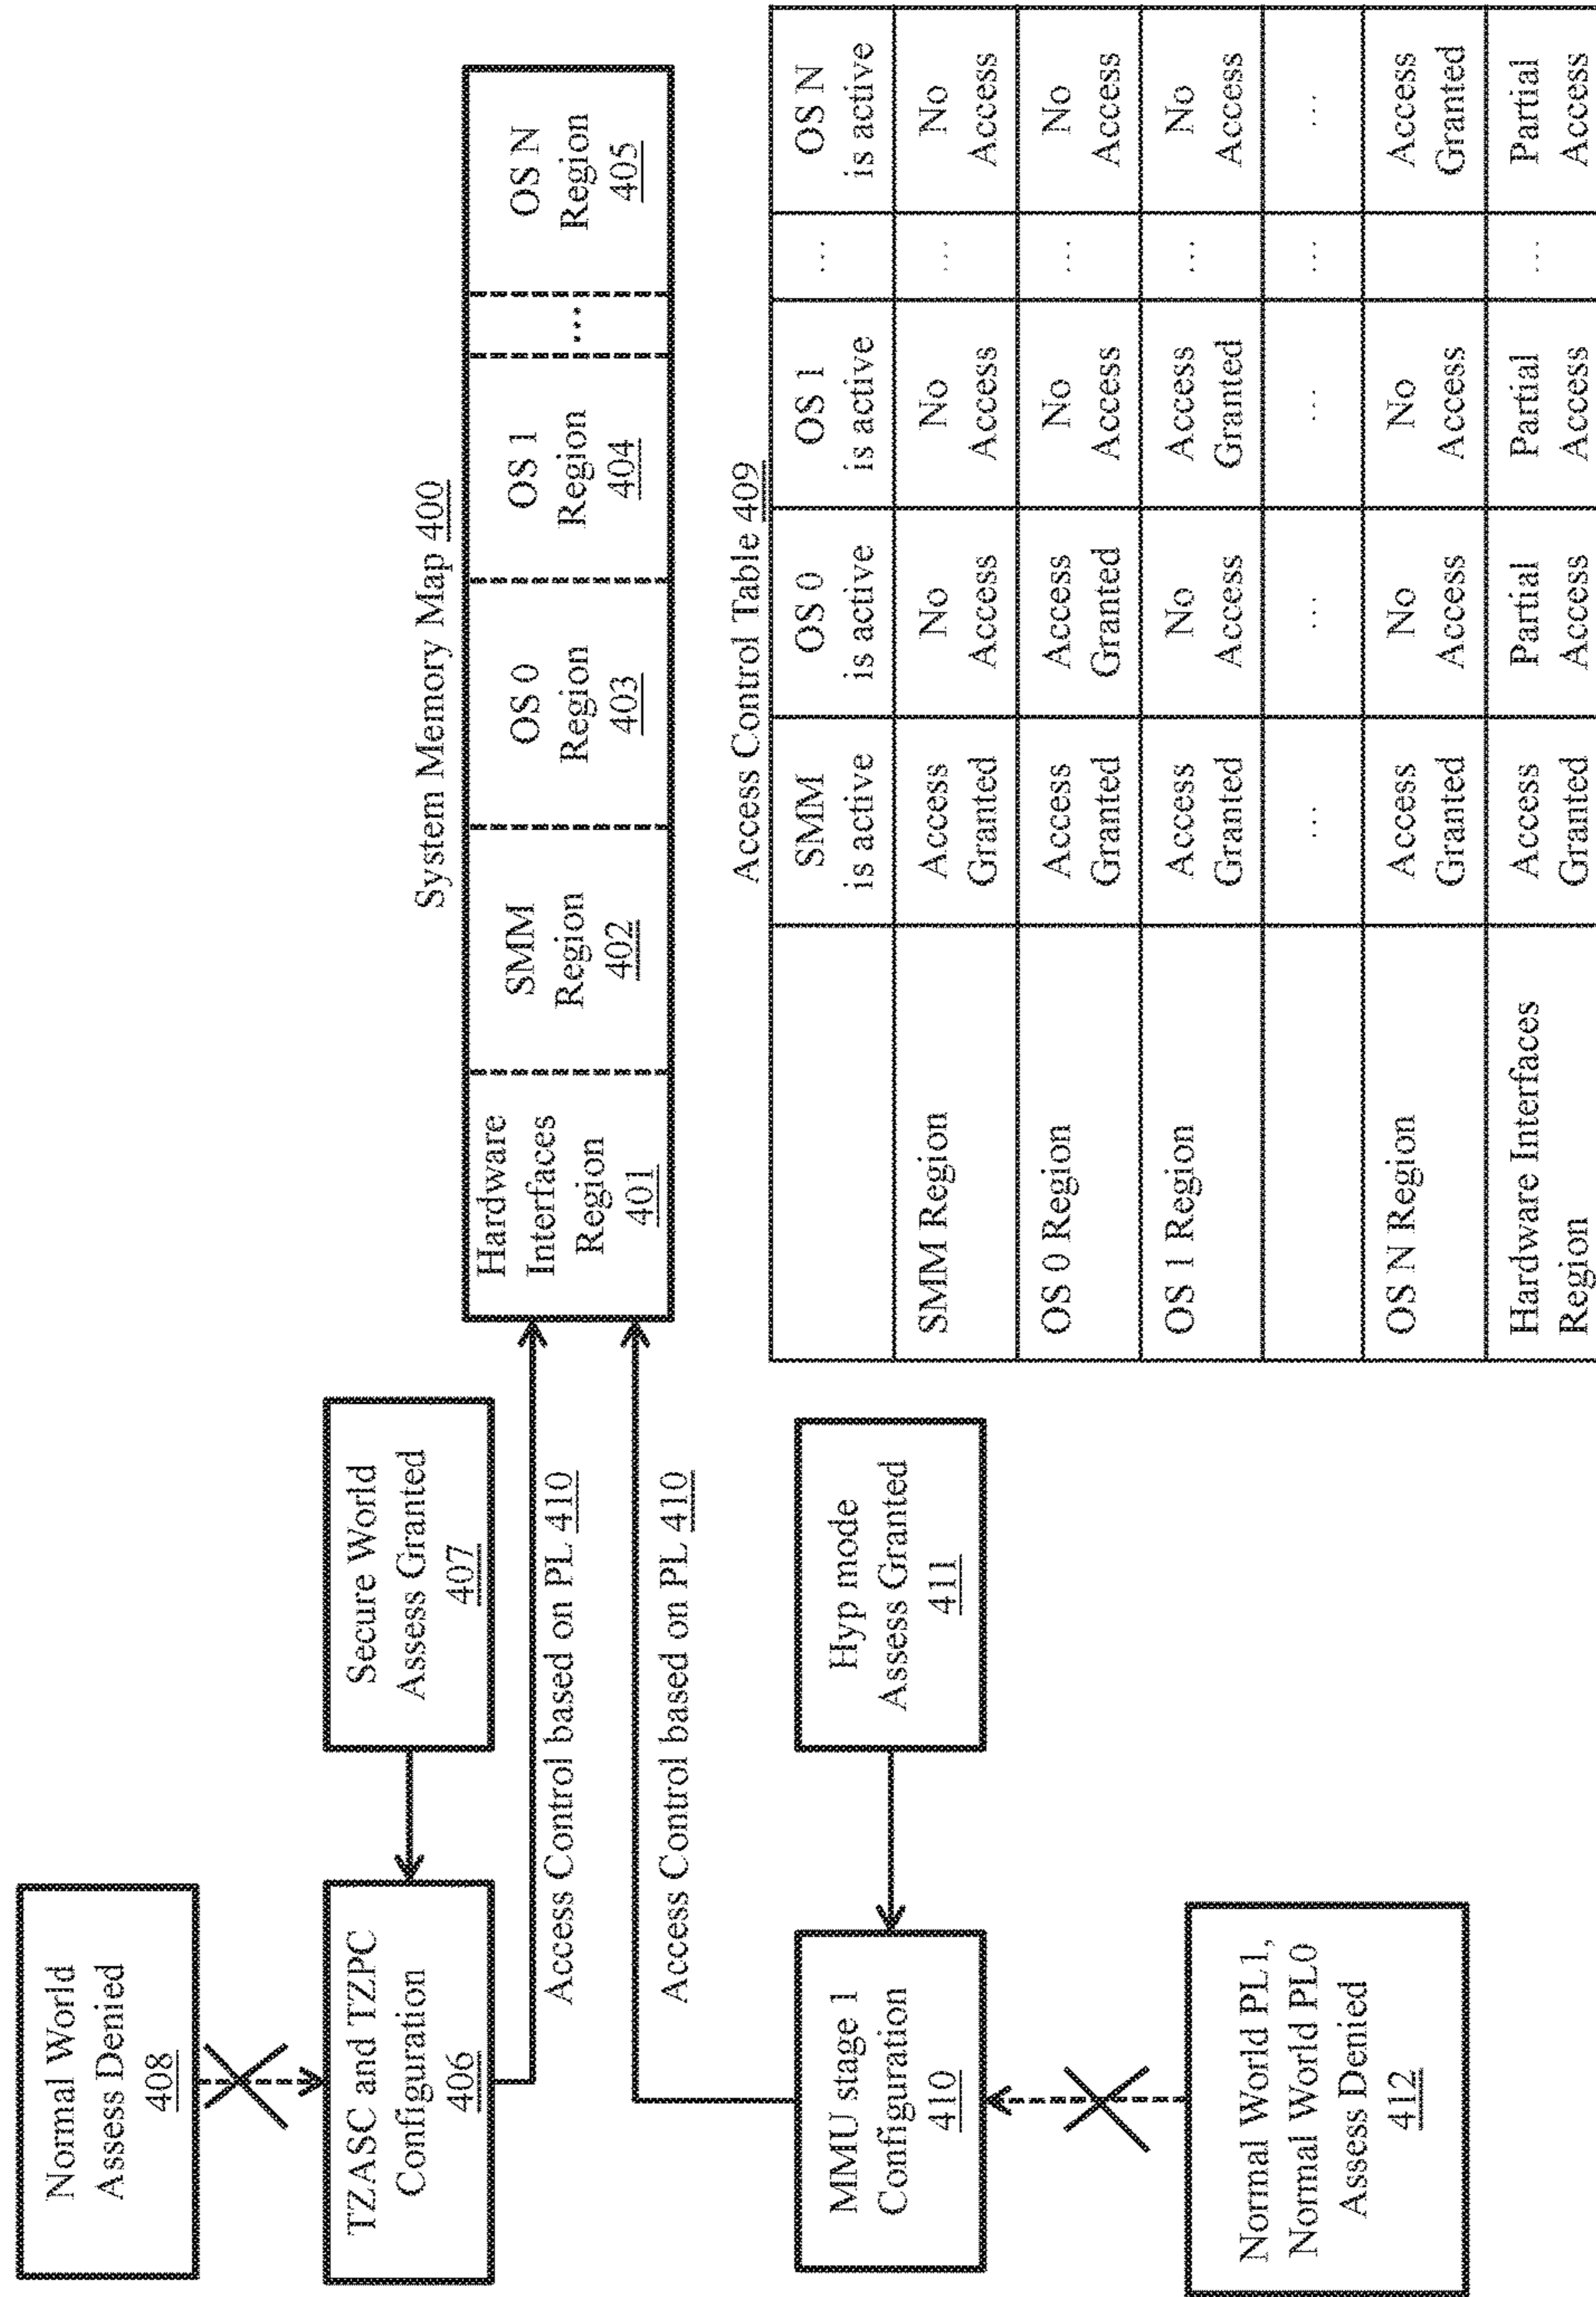 Normal World
Assess Denied
408
TZASC and TZPC
Configuration
406
Secure World
Assess Granted
407
Access Control based on PL 410
Access Control based on PL 410
MMU stage 1
Configuration
410
Hyp mode
Assess Granted
411
Normal World PL1,
Normal World PL0
Assess Denied
412
System Memory Map 400
Hardware
Interfaces
Region
401
SMM
Region
402
OS 0
Region
403
OS 1
Region
404
...
OS N
Region
405
Access Control Table 409
SMM
is active
OS 0
is active
OS 1
is active
...
OS N
is active
SMM Region
Access
Granted
No
Access
No
Access
...
No
Access
OS 0 Region
Access
Granted
Access
Granted
No
Access
...
No
Access
OS 1 Region
Access
Granted
No
Access
Access
Granted
...
No
Access
...
...
...
...
...
OS N Region
Access
Granted
No
Access
No
Access
Access
Granted
Hardware Interfaces
Region
Access
Granted
Partial
Access
Partial
Access
...
Partial
Access